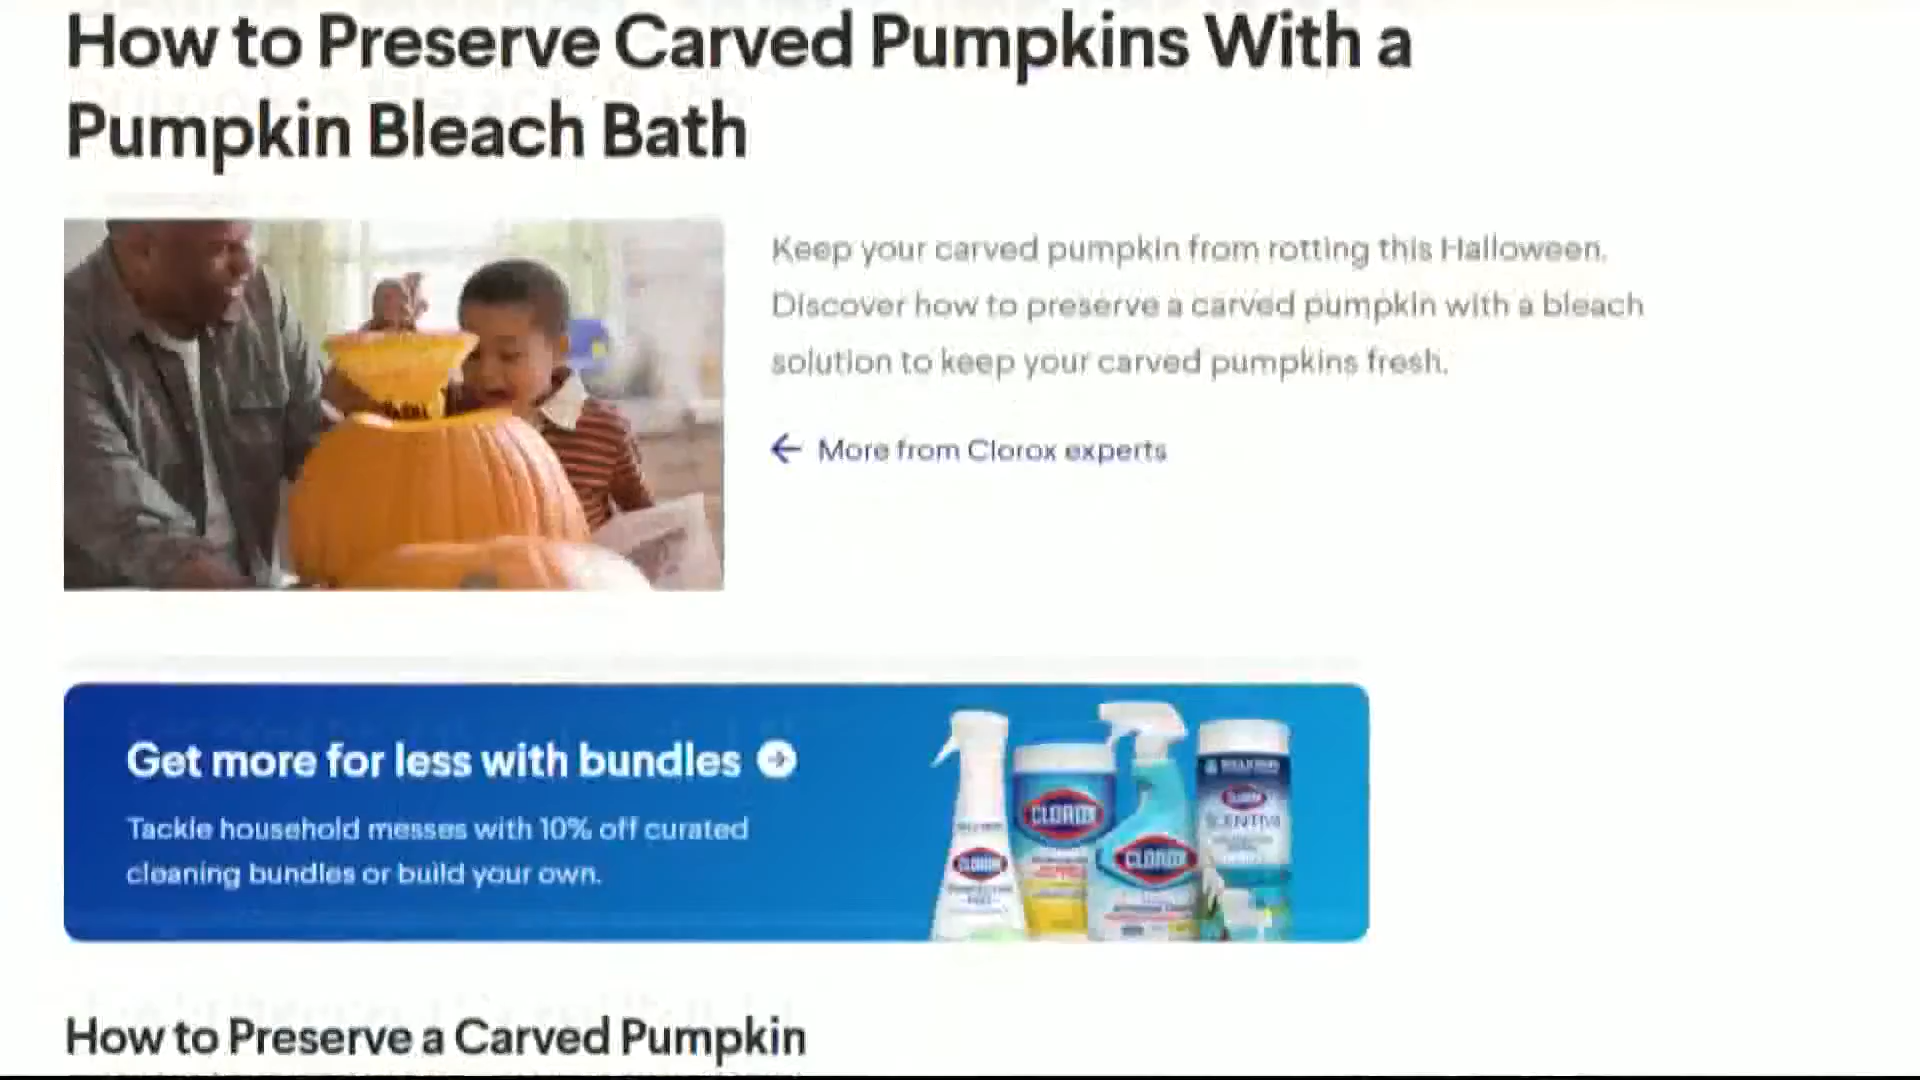 How to Preserve Carved Pumpkins With a
Pumpkin Bleach Bath
Keep your carved pumpkin from rotting this Halloween.
Discover how to preserve a carved pumpkin with a bleach
solution to keep your carved pumpkins fresh.
← More from Clorox experts
Get more for less with bundles
Tackle household messes with 10% off curated
cleaning bundles or build your own.
CLOROX
CLOROX
CLOROX
CLOROX
SCENTIVA
How to Preserve a Carved Pumpkin